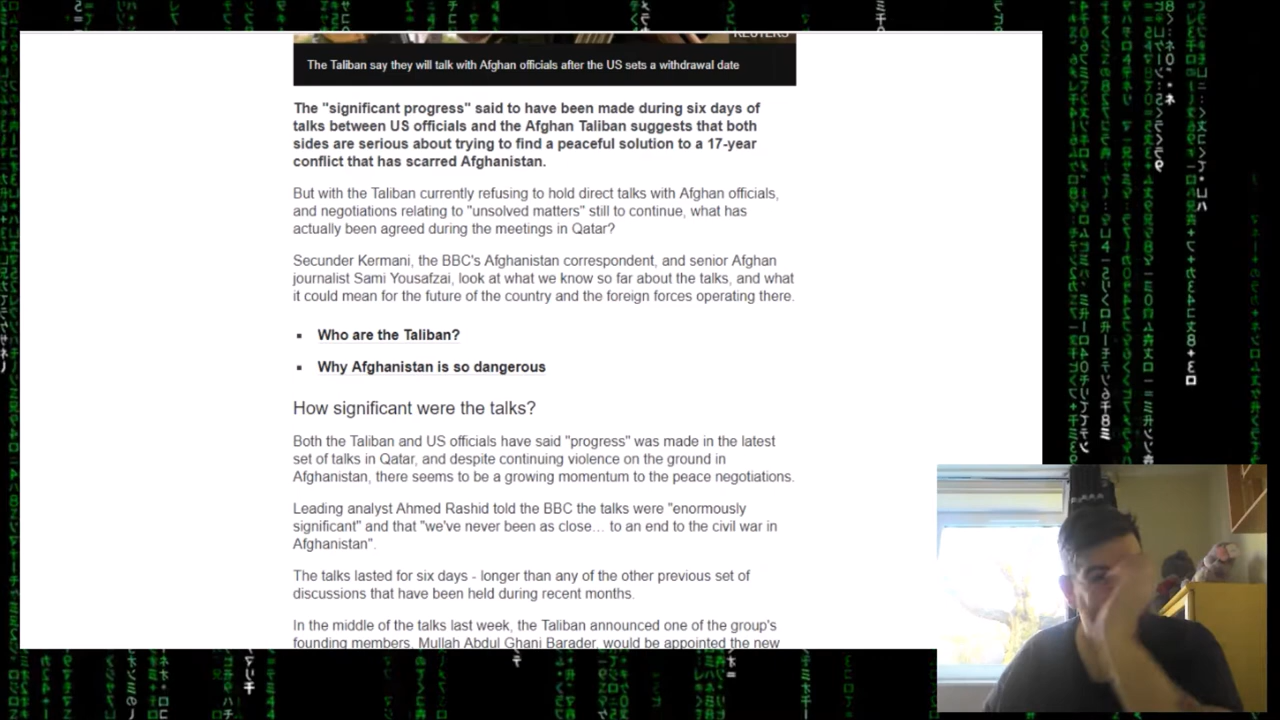 REUTERS
The Taliban say they will talk with Afghan officials after the US sets a withdrawal date
The "significant progress" said to have been made during six days of
talks between US officials and the Afghan Taliban suggests that both
sides are serious about trying to find a peaceful solution to a 17-year
conflict that has scarred Afghanistan.
But with the Taliban currently refusing to hold direct talks with Afghan officials,
and negotiations relating to "unsolved matters" still to continue, what has
actually been agreed during the meetings in Qatar?
Secunder Kermani, the BBC's Afghanistan correspondent, and senior Afghan
journalist Sami Yousafzai, look at what we know so far about the talks, and what
it could mean for the future of the country and the foreign forces operating there.
Who are the Taliban?
Why Afghanistan is so dangerous
How significant were the talks?
Both the Taliban and US officials have said "progress" was made in the latest
set of talks in Qatar, and despite continuing violence on the ground in
Afghanistan, there seems to be a growing momentum to the peace negotiations.
Leading analyst Ahmed Rashid told the BBC the talks were "enormously
significant" and that "we've never been as close... to an end to the civil war in
Afghanistan".
The talks lasted for six days - longer than any of the other previous set of
discussions that have been held during recent months.
In the middle of the talks last week, the Taliban announced one of the group's
founding members, Mullah Abdul Ghani Barader, would be appointed the new